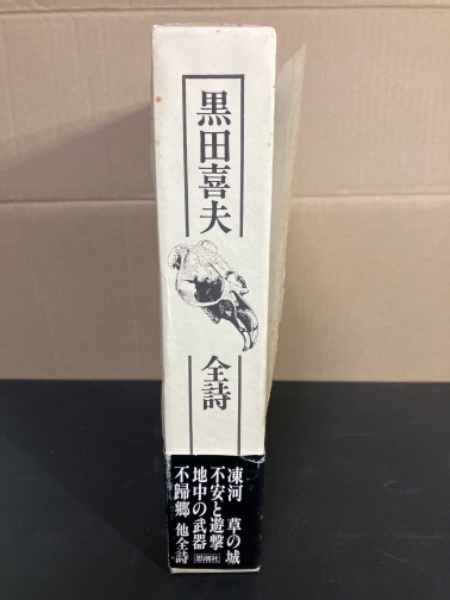 黒田喜夫
全詩
凍河 草の城
不安と遊撃
地中の武器
不歸郷 他全詩
思潮社